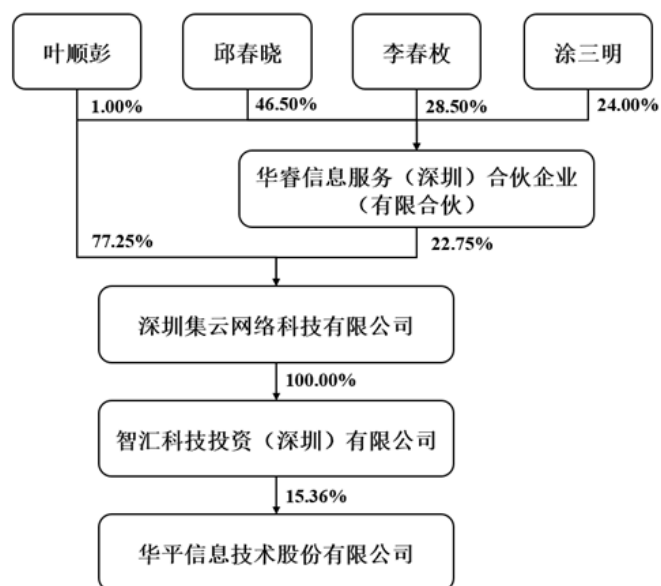 叶顺彭
邱春晓
李春枚
涂三明
1.00%
46.50%
28.50%
24.00%
华睿信息服务（深圳）合伙企业
（有限合伙）
77.25%
22.75%
深圳集云网络科技有限公司
100.00%
智汇科技投资（深圳）有限公司
15.36%
华平信息技术股份有限公司